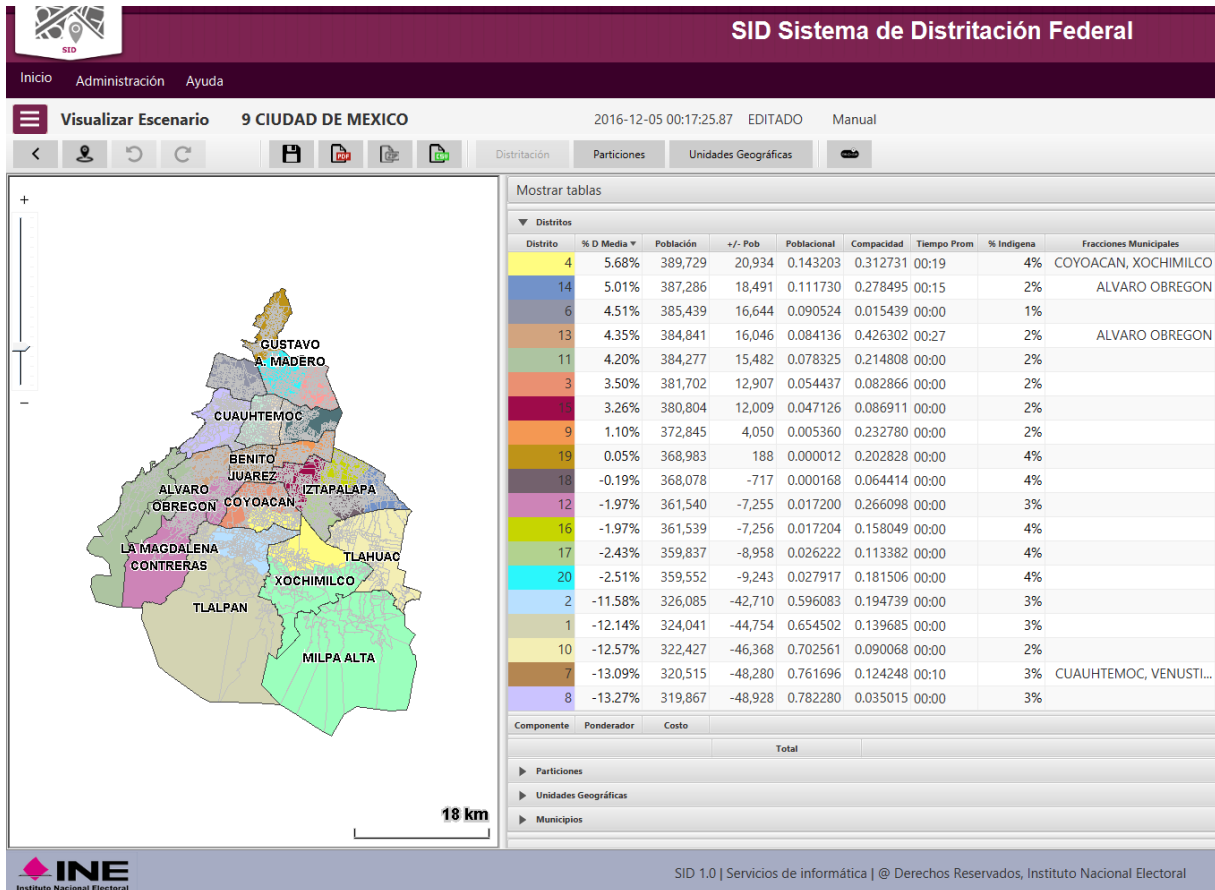 SID
SID Sistema de Distritación Federal
Inicio Administración Ayuda
Visualizar Escenario 9 CIUDAD DE MEXICO 2016-12-05 00:17:25.87 EDITADO Manual
PDF CSV Distritación Particiones Unidades Geográficas
Mostrar tablas
Distritos
Distrito % D Media Población +/- Pob Poblacional Compacidad Tiempo Prom % Indigena Fracciones Municipales
4 5.68% 389,729 20,934 0.143203 0.312731 00:19 4% COYOACAN, XOCHIMILCO
14 5.01% 387,286 18,491 0.111730 0.278495 00:15 2% ALVARO OBREGON
6 4.51% 385,439 16,644 0.090524 0.015439 00:00 1%
13 4.35% 384,841 16,046 0.084136 0.426302 00:27 2% ALVARO OBREGON
11 4.20% 384,277 15,482 0.078325 0.214808 00:00 2%
3 3.50% 381,702 12,907 0.054437 0.082866 00:00 2%
15 3.26% 380,804 12,009 0.047126 0.086911 00:00 2%
9 1.10% 372,845 4,050 0.005360 0.232780 00:00 2%
19 0.05% 368,983 188 0.000012 0.202828 00:00 4%
18 -0.19% 368,078 -717 0.000168 0.064414 00:00 4%
12 -1.97% 361,540 -7,255 0.017200 0.266098 00:00 3%
16 -1.97% 361,539 -7,256 0.017204 0.158049 00:00 4%
17 -2.43% 359,837 -8,958 0.026222 0.113382 00:00 4%
20 -2.51% 359,552 -9,243 0.027917 0.181506 00:00 4%
2 -11.58% 326,085 -42,710 0.596083 0.194739 00:00 3%
1 -12.14% 324,041 -44,754 0.654502 0.139685 00:00 3%
10 -12.57% 322,427 -46,368 0.702561 0.090068 00:00 2%
7 -13.09% 320,515 -48,280 0.761696 0.124248 00:10 3% CUAUHTEMOC, VENUSTI...
8 -13.27% 319,867 -48,928 0.782280 0.035015 00:00 3%
Componente Ponderador Costo
Total
Particiones
Unidades Geográficas
Municipios
+
-
GUSTAVO
A. MADERO
CUAUHTEMOC
BENITO
JUAREZ
ALVARO
OBREGON
COYOACAN
IZTAPALAPA
LA MAGDALENA
CONTRERAS
TLAHUAC
XOCHIMILCO
TLALPAN
MILPA ALTA
18 km
INE
Instituto Nacional Electoral
SID 1.0 | Servicios de informática | @ Derechos Reservados, Instituto Nacional Electoral